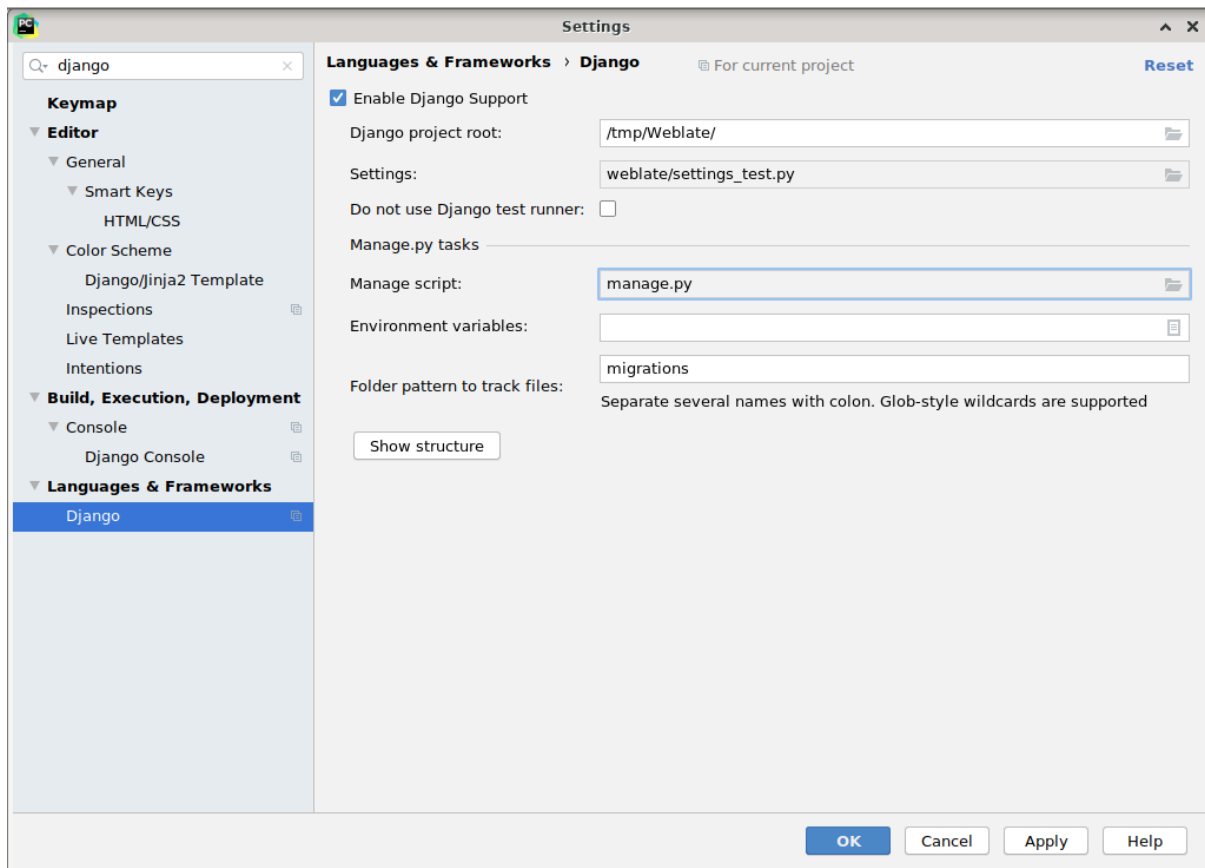 PC
Settings
django
Keymap
Editor
General
Smart Keys
HTML/CSS
Color Scheme
Django/Jinja2 Template
Inspections
Live Templates
Intentions
Build, Execution, Deployment
Console
Django Console
Languages & Frameworks
Django
Languages & Frameworks › Django For current project Reset
Enable Django Support
Django project root: /tmp/Weblate/
Settings: weblate/settings_test.py
Do not use Django test runner:
Manage.py tasks
Manage script: manage.py
Environment variables:
Folder pattern to track files: migrations
Separate several names with colon. Glob-style wildcards are supported
Show structure
OK Cancel Apply Help